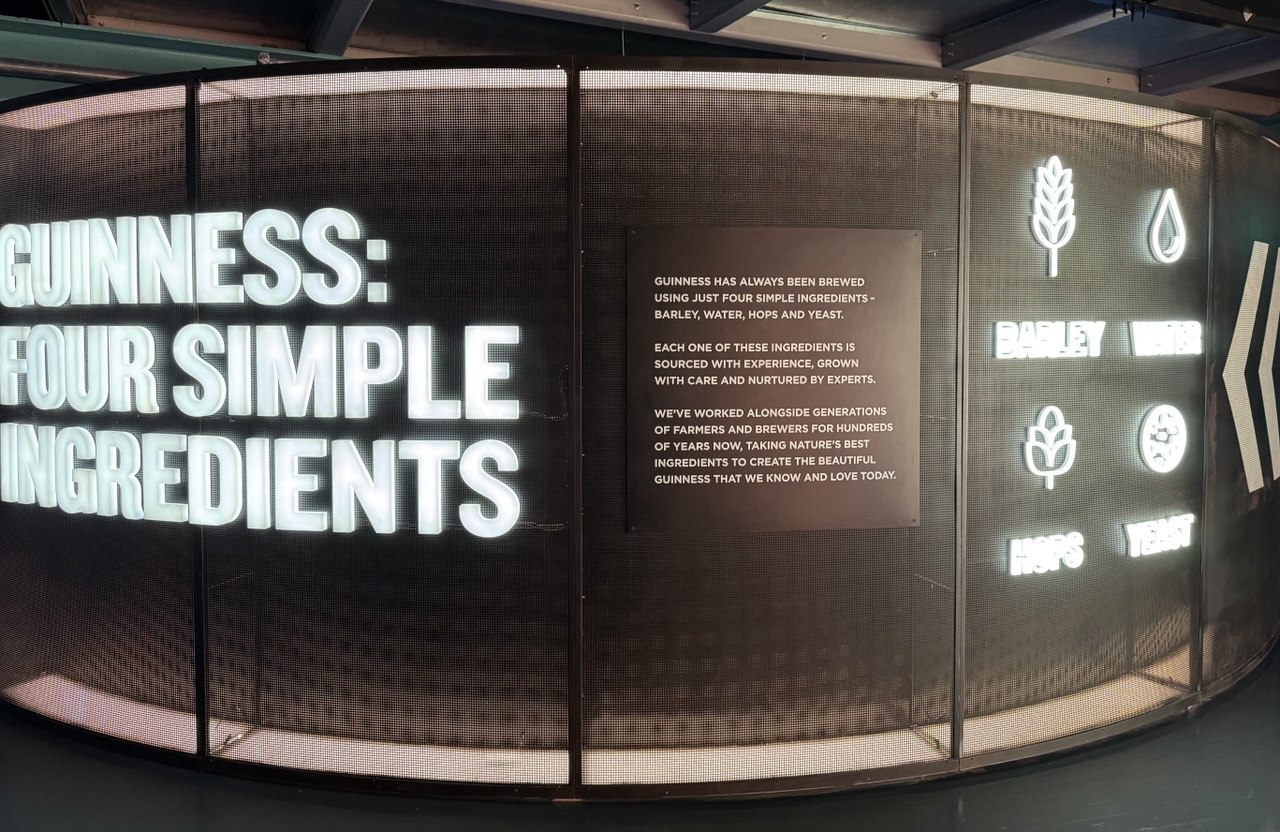 GUINNESS:
FOUR SIMPLE
INGREDIENTS
GUINNESS HAS ALWAYS BEEN BREWED
USING JUST FOUR SIMPLE INGREDIENTS –
BARLEY, WATER, HOPS AND YEAST.
EACH ONE OF THESE INGREDIENTS IS
SOURCED WITH EXPERIENCE, GROWN
WITH CARE AND NURTURED BY EXPERTS.
WE'VE WORKED ALONGSIDE GENERATIONS
OF FARMERS AND BREWERS FOR HUNDREDS
OF YEARS NOW, TAKING NATURE'S BEST
INGREDIENTS TO CREATE THE BEAUTIFUL
GUINNESS THAT WE KNOW AND LOVE TODAY.
BARLEY WATER
HOPS YEAST